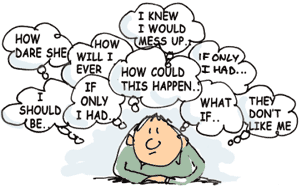 HOW
DARE SHE
HOW
WILL I
EVER
I KNEW
I WOULD
MESS UP..
IF ONLY
I HAD...
I
SHOULD
BE..
IF
ONLY
I HAD..
HOW COULD
THIS HAPPEN..
WHAT
IF..
THEY
DON'T
LIKE ME